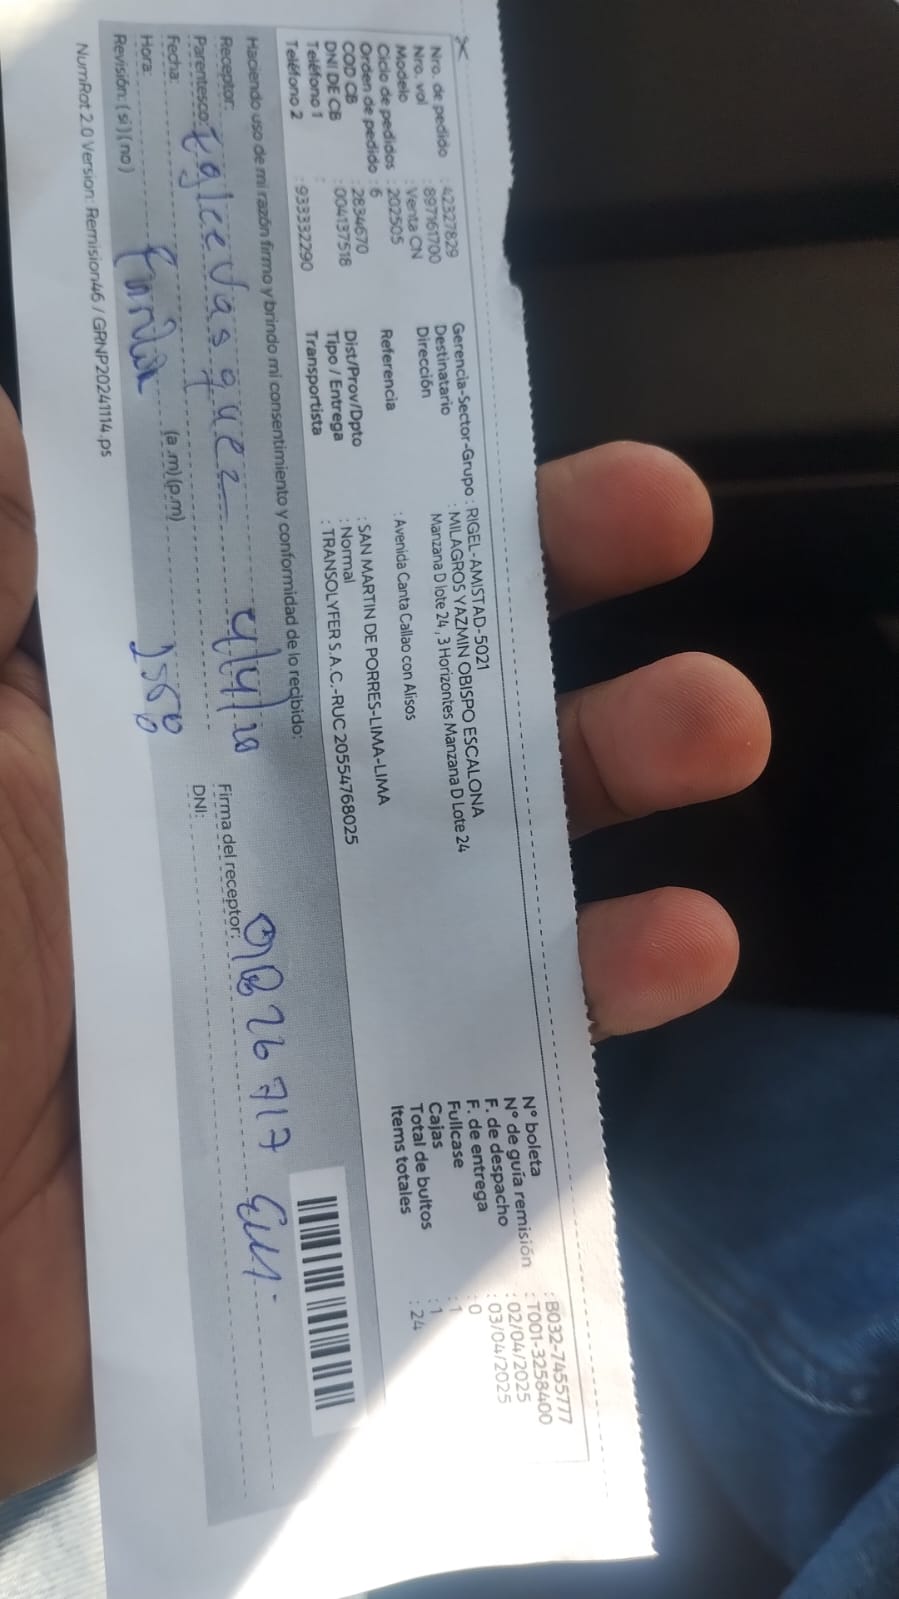 Nro. de pedido : 42327829
Nro. vol : 897161700
Modelo : Venta CN
Ciclo de pedidos : 202505
Orden de pedido : 6
COD CB : 2834670
DNI DE CB : 004137518
Teléfono 1 :
Teléfono 2 : 933332290
Gerencia-Sector-Grupo : RIGEL-AMISTAD-5021
Destinatario : MILAGROS YAZMIN OBISPO ESCALONA
Dirección Manzana D lote 24 , 3 Horizontes Manzana D Lote 24
Referencia : Avenida Canta Callao con Alisos
Dist/Prov/Dpto : SAN MARTIN DE PORRES-LIMA-LIMA
Tipo / Entrega : Normal
Transportista : TRANSOLYFER S.A.C.-RUC 20554768025
N° boleta : B032-7455777
N° de guía remisión : T001-3258400
F. de despacho : 02/04/2025
F. de entrega : 03/04/2025
Fullcase : 0
Cajas : 1
Total de bultos : 1
Items totales : 24
Haciendo uso de mi razón firmo y brindo mi consentimiento y conformidad de lo recibido:
Receptor:
Firma del receptor:
Parentesco:
DNI:
Fecha:
Hora: (a.m)(p.m)
Revisión: (si)(no)
NumRot 2.0 Version: Remision46 / GRNP20241114.ps